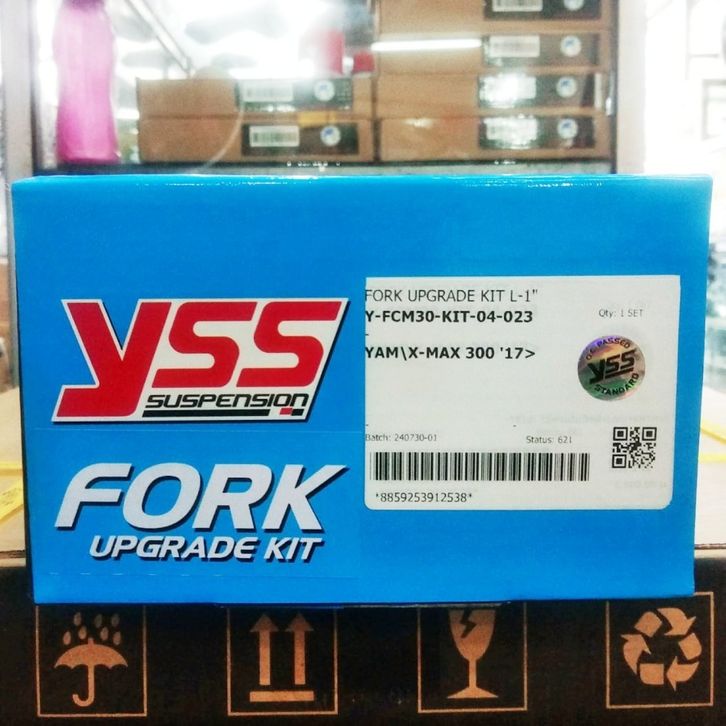 YSS
SUSPENSION
FORK
UPGRADE KIT
FORK UPGRADE KIT L-1"
Y-FCM30-KIT-04-023
Qty: 1 SET
-
YAM\X-MAX 300 '17>
Q.C. PASSED
YSS
STANDARD
-
-
Batch: 240730-01
Status: 621
*8859253912538*